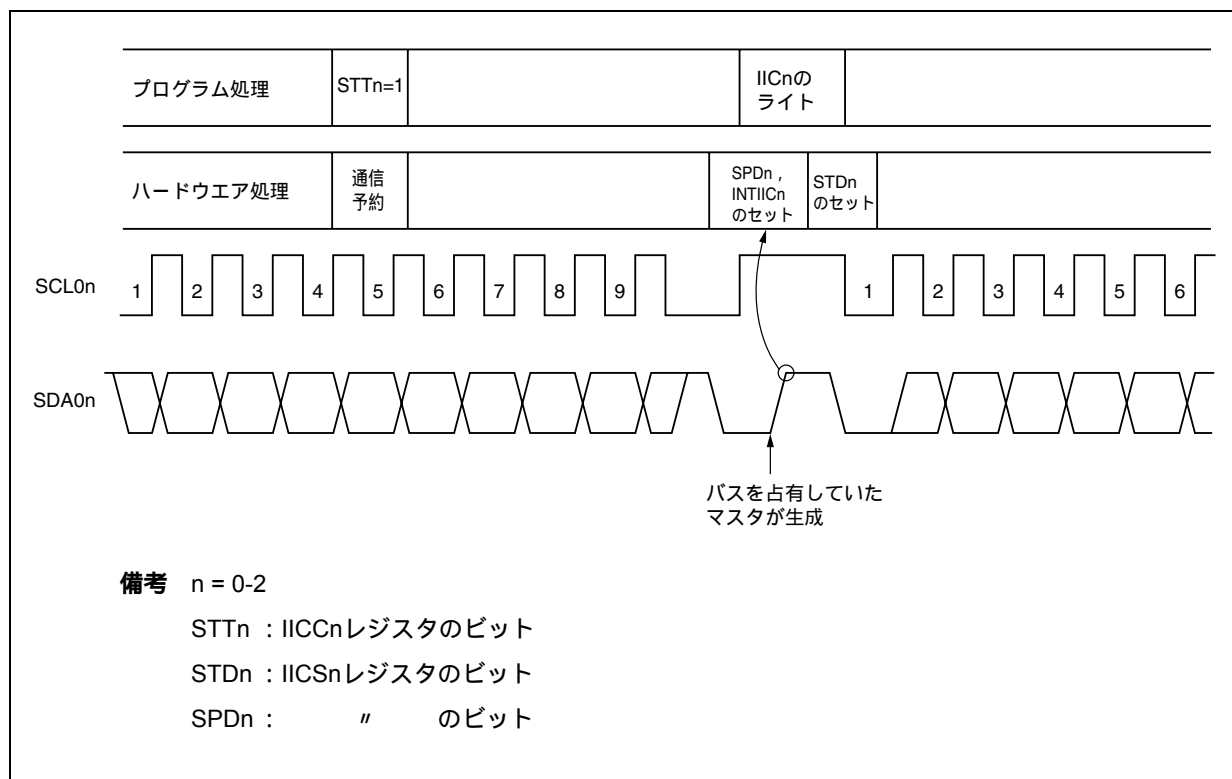 プログラム処理
STTn=1
IICnの
ライト
ハードウエア処理
通信
予約
SPDn ,
INTIICn
のセット
STDn
のセット
SCL0n
1 2 3 4 5 6 7 8 9 1 2 3 4 5 6
SDA0n
バスを占有していた
マスタが生成
備考 n = 0-2
STTn : IICCnレジスタのビット
STDn : IICSnレジスタのビット
SPDn : 〃 のビット